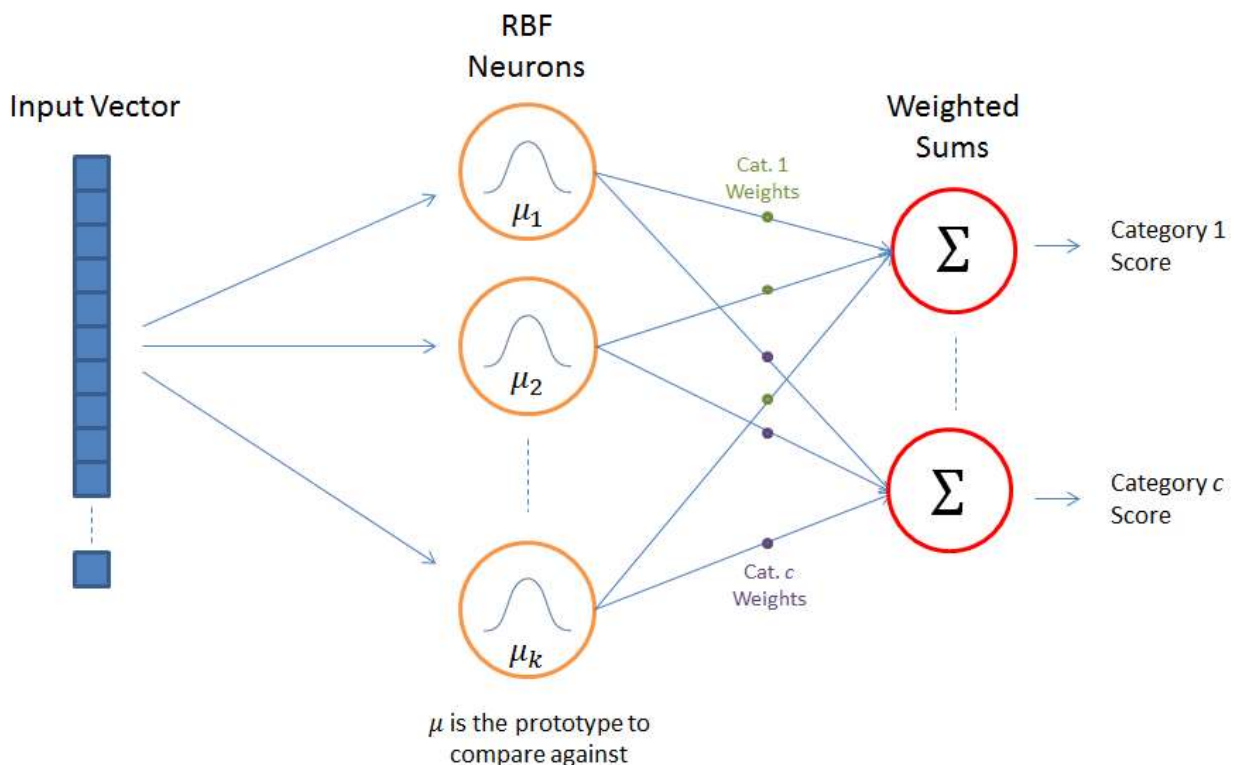 RBF
Neurons
Input Vector
Weighted
Sums
Cat. 1
Weights
μ₁
Σ
Category 1
Score
μ₂
Σ
Category c
Score
Cat. c
Weights
μₖ
μ is the prototype to
compare against